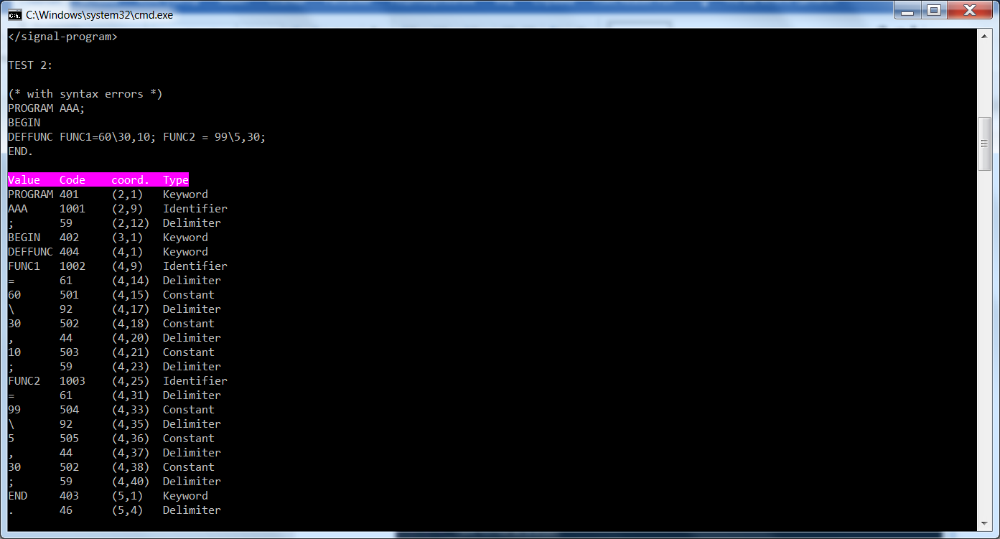 C:\Windows\system32\cmd.exe
</signal-program>
TEST 2:
(* with syntax errors *)
PROGRAM AAA;
BEGIN
DEFFUNC FUNC1=60\30,10; FUNC2 = 99\5,30;
END.
Value Code coord. Type
PROGRAM 401 (2,1) Keyword
AAA 1001 (2,9) Identifier
; 59 (2,12) Delimiter
BEGIN 402 (3,1) Keyword
DEFFUNC 404 (4,1) Keyword
FUNC1 1002 (4,9) Identifier
= 61 (4,14) Delimiter
60 501 (4,15) Constant
\ 92 (4,17) Delimiter
30 502 (4,18) Constant
, 44 (4,20) Delimiter
10 503 (4,21) Constant
; 59 (4,23) Delimiter
FUNC2 1003 (4,25) Identifier
= 61 (4,31) Delimiter
99 504 (4,33) Constant
\ 92 (4,35) Delimiter
5 505 (4,36) Constant
, 44 (4,37) Delimiter
30 502 (4,38) Constant
; 59 (4,40) Delimiter
END 403 (5,1) Keyword
. 46 (5,4) Delimiter